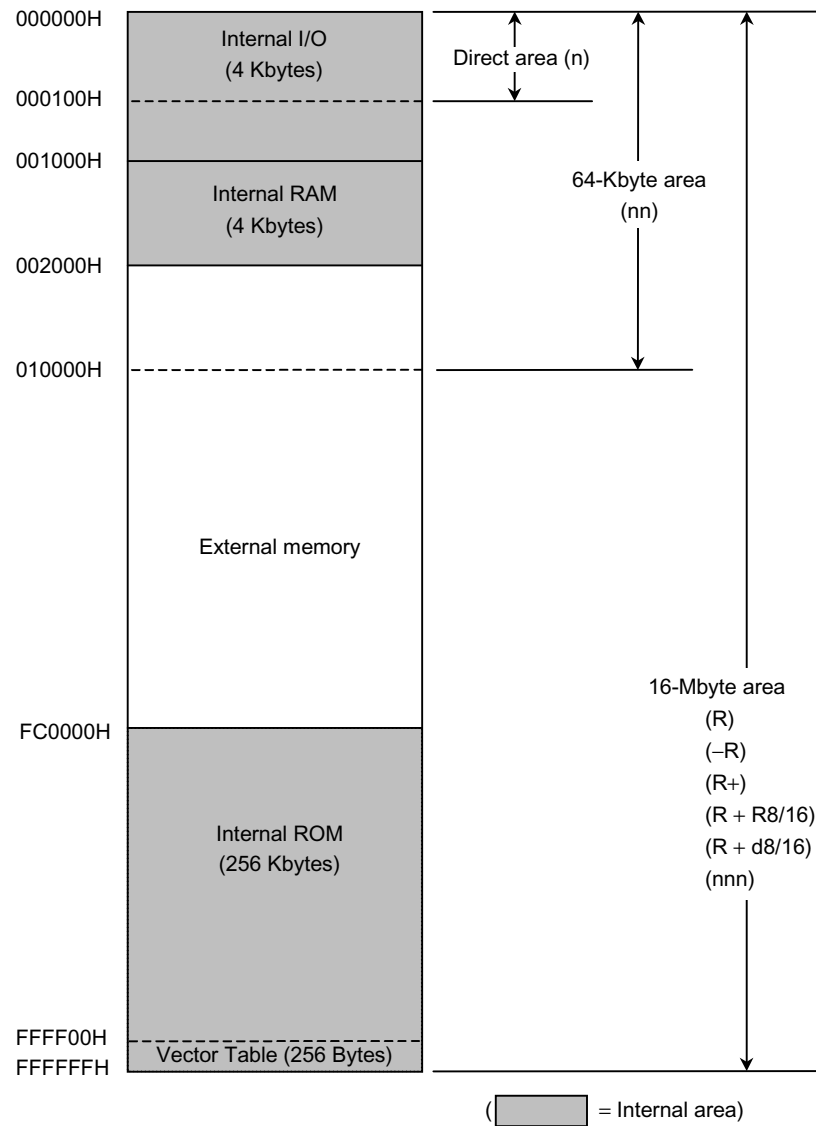 000000H
Internal I/O
(4 Kbytes)
Direct area (n)
000100H
001000H
64-Kbyte area
(nn)
Internal RAM
(4 Kbytes)
002000H
010000H
External memory
16-Mbyte area
(R)
(−R)
(R+)
(R + R8/16)
(R + d8/16)
(nnn)
FC0000H
Internal ROM
(256 Kbytes)
FFFF00H
Vector Table (256 Bytes)
FFFFFFH
( = Internal area)